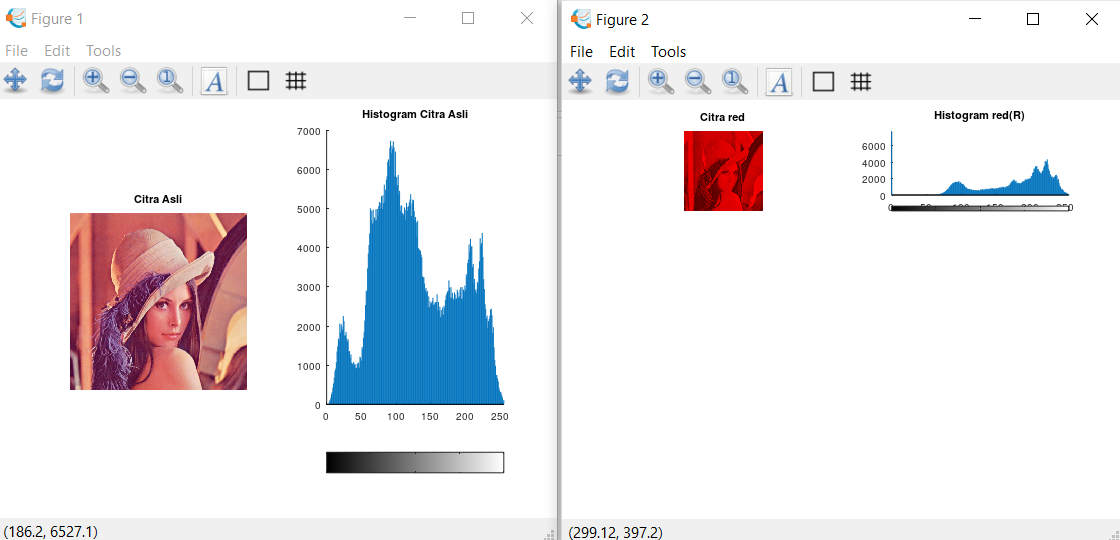 Figure 1
File Edit Tools
A
Histogram Citra Asli
7000
6000
5000
4000
3000
2000
1000
0
0 50 100 150 200 250
Citra Asli
(186.2, 6527.1)
Figure 2
File Edit Tools
A
Citra red
Histogram red(R)
6000
4000
2000
0
0 50 100 150 200 250
(299.12, 397.2)